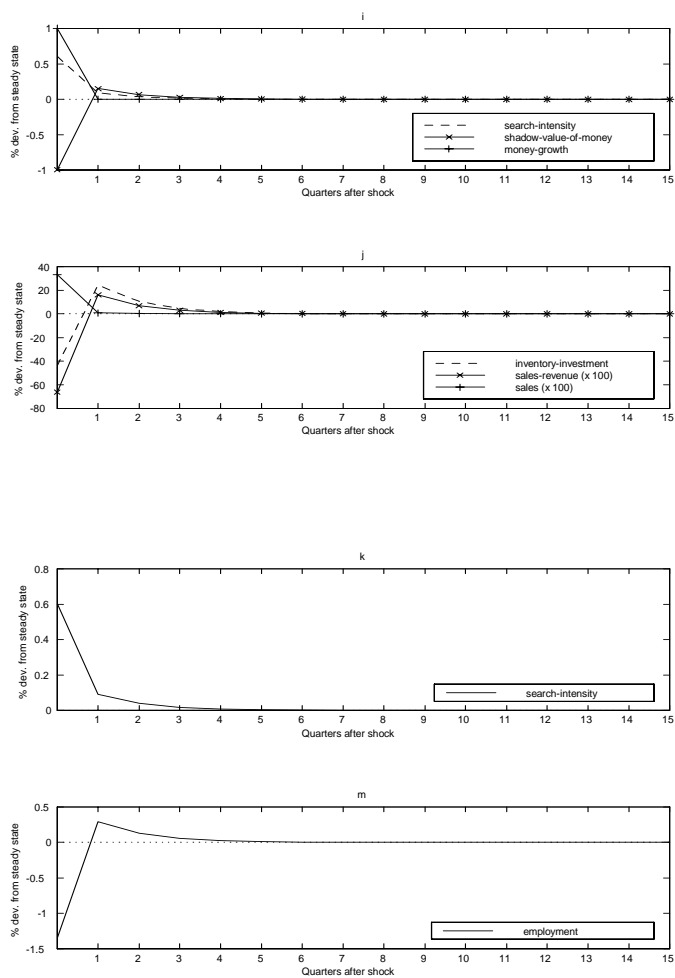 i
% dev. from steady state
1
0.5
0
-0.5
-1
search-intensity
shadow-value-of-money
money-growth
1 2 3 4 5 6 7 8 9 10 11 12 13 14 15
Quarters after shock
j
% dev. from steady state
40
20
0
-20
-40
-60
-80
inventory-investment
sales-revenue (x 100)
sales (x 100)
1 2 3 4 5 6 7 8 9 10 11 12 13 14 15
Quarters after shock
k
% dev. from steady state
0.8
0.6
0.4
0.2
0
search-intensity
1 2 3 4 5 6 7 8 9 10 11 12 13 14 15
Quarters after shock
m
% dev. from steady state
0.5
0
-0.5
-1
-1.5
employment
1 2 3 4 5 6 7 8 9 10 11 12 13 14 15
Quarters after shock